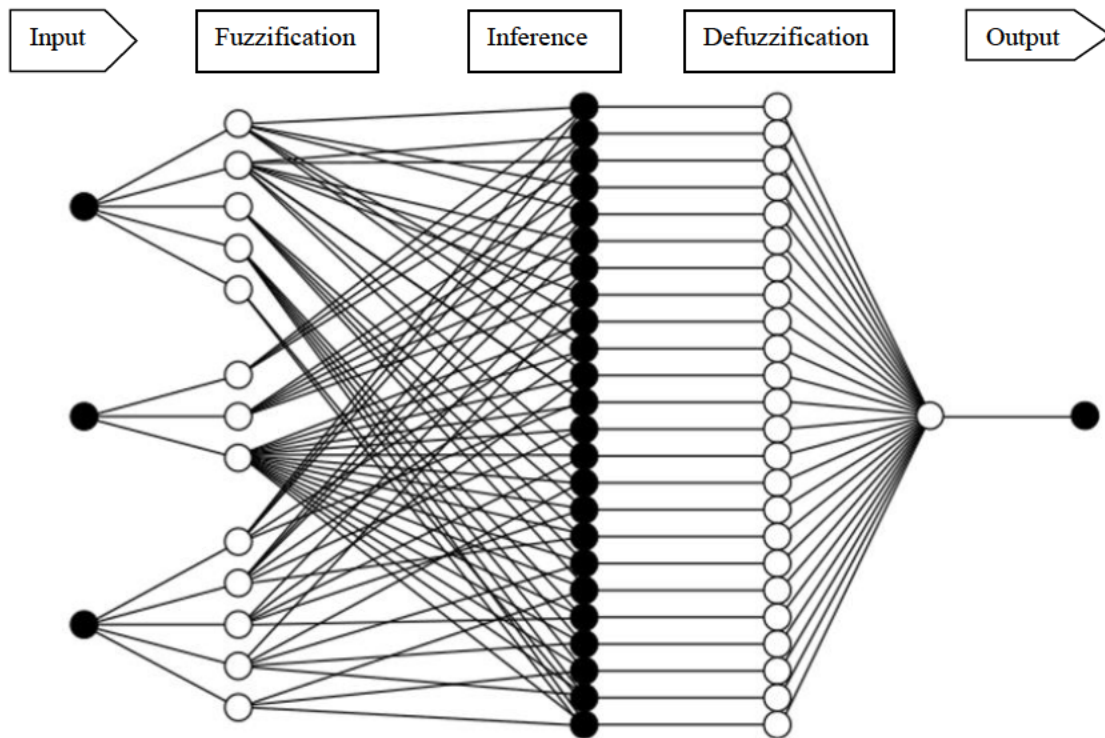 Input
Fuzzification
Inference
Defuzzification
Output